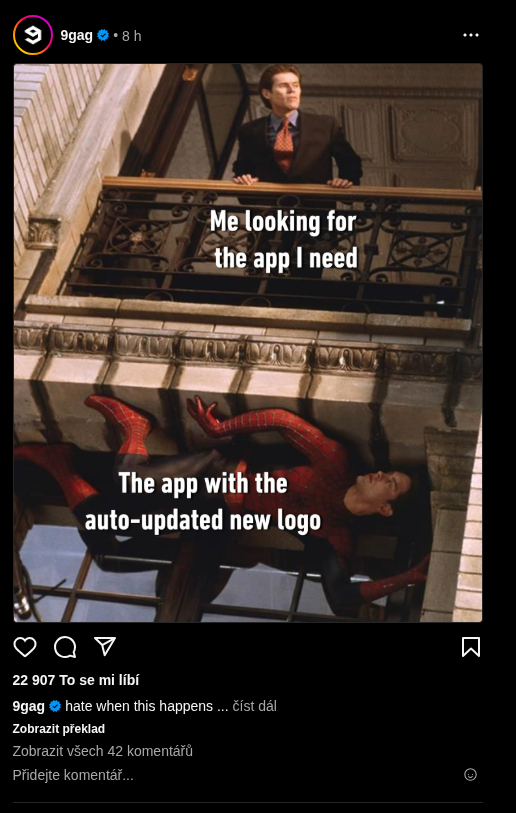 9gag • 8 h
Me looking for
the app I need
The app with the
auto-updated new logo
22 907 To se mi líbí
9gag hate when this happens ... číst dál
Zobrazit překlad
Zobrazit všech 42 komentářů
Přidejte komentář...